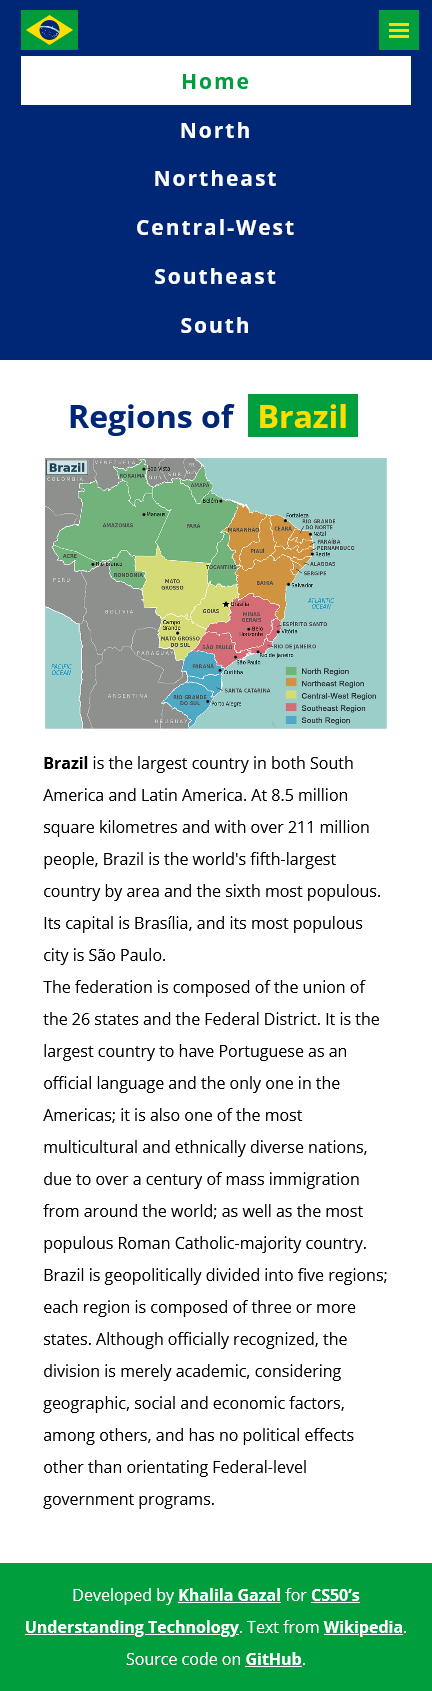 Home
North
Northeast
Central-West
Southeast
South
Regions of Brazil
Brazil
VENEZUELA
COLOMBIA
Boa Vista
RORAIMA
AMAPÁ
Belém
Manaus
AMAZONAS
PARÁ
MARANHÃO
Fortaleza
CEARÁ
RIO GRANDE
DO NORTE
Natal
PARAÍBA
PERNAMBUCO
Recife
ALAGOAS
SERGIPE
PIAUÍ
ACRE
Rio Branco
RONDÔNIA
TOCANTINS
PERU
MATO
GROSSO
BAHIA
Salvador
BOLIVIA
GOIÁS
Brasília
ATLANTIC
OCEAN
MINAS
GERAIS
Campo
Grande
MATO GROSSO
DO SUL
Belo
Horizonte
ESPÍRITO SANTO
Vitória
SÃO PAULO
RIO DE JANEIRO
Rio de Janeiro
São Paulo
PARAGUAY
PACIFIC
OCEAN
PARANÁ
Curitiba
SANTA CATARINA
ARGENTINA
RIO GRANDE
DO SUL
Porto Alegre
URUGUAY
North Region
Northeast Region
Central-West Region
Southeast Region
South Region
Brazil is the largest country in both South
America and Latin America. At 8.5 million
square kilometres and with over 211 million
people, Brazil is the world's fifth-largest
country by area and the sixth most populous.
Its capital is Brasília, and its most populous
city is São Paulo.
The federation is composed of the union of
the 26 states and the Federal District. It is the
largest country to have Portuguese as an
official language and the only one in the
Americas; it is also one of the most
multicultural and ethnically diverse nations,
due to over a century of mass immigration
from around the world; as well as the most
populous Roman Catholic-majority country.
Brazil is geopolitically divided into five regions;
each region is composed of three or more
states. Although officially recognized, the
division is merely academic, considering
geographic, social and economic factors,
among others, and has no political effects
other than orientating Federal-level
government programs.
Developed by Khalila Gazal for CS50’s
Understanding Technology. Text from Wikipedia.
Source code on GitHub.